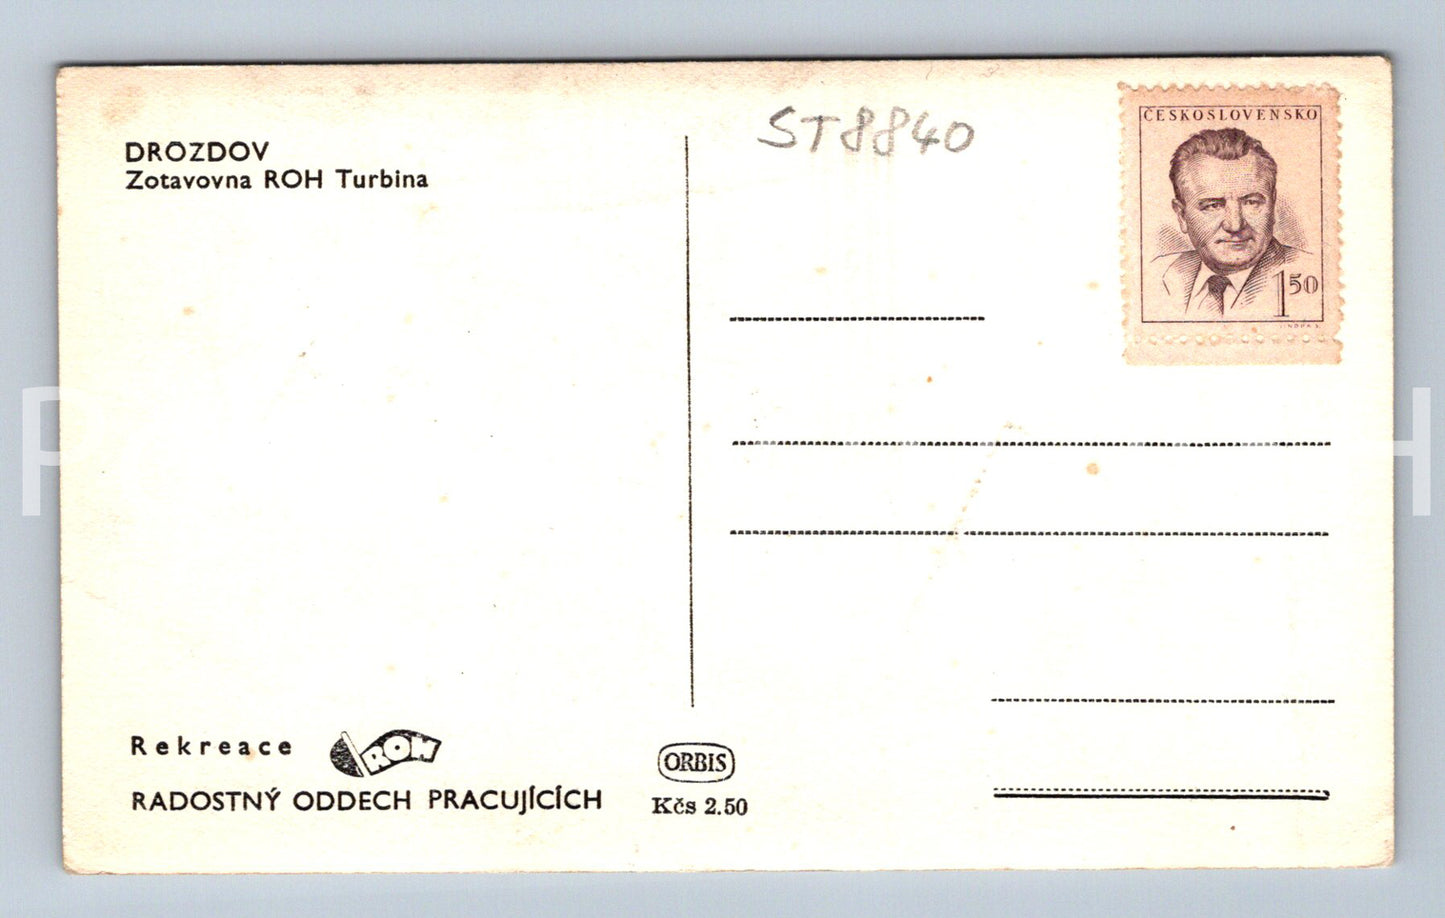 DROZDOV
Zotavovna ROH Turbina
ST8840
ČESKOSLOVENSKO
1 50
Rekreace ROH
RADOSTNÝ ODDECH PRACUJÍCÍCH
ORBIS
Kčs 2.50
P
H